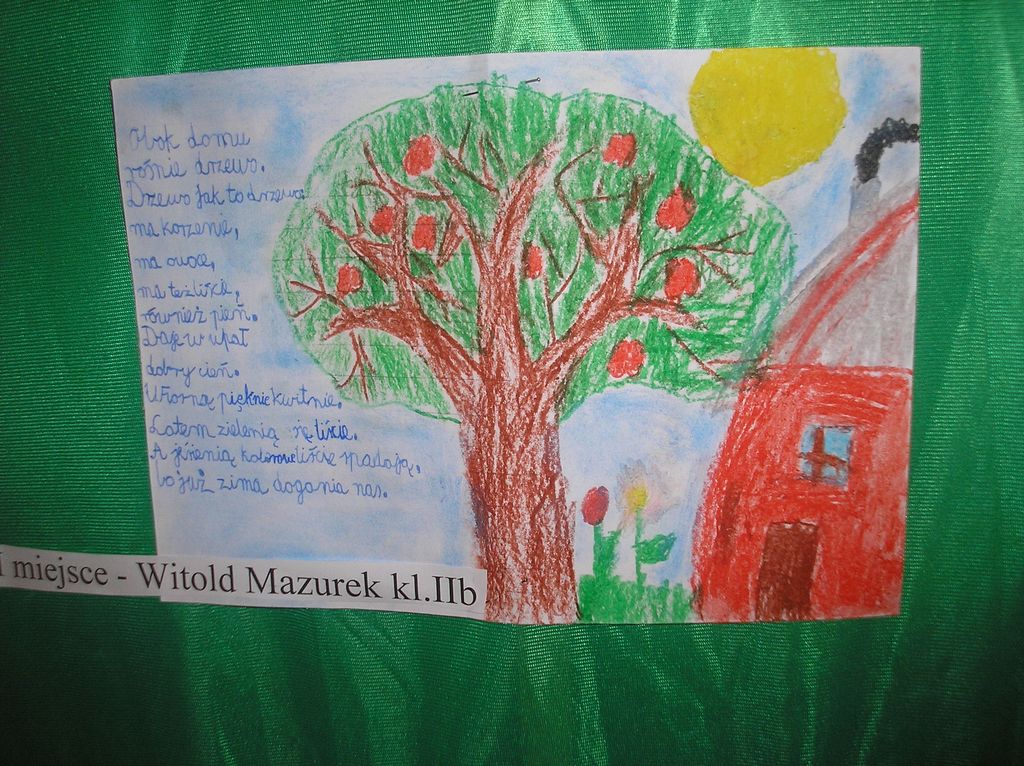 Obok domu
rośnie drzewo.
Drzewo jak to drzewo
ma korzenie,
ma owoce,
ma też liście,
również pień.
Daje w upał
dobry cień.
Wiosną pięknie kwitnie.
Latem zielenią się liście.
A jesienią kolorowe liście spadają,
bo już zima dogania nas.
I miejsce - Witold Mazurek kl.IIb